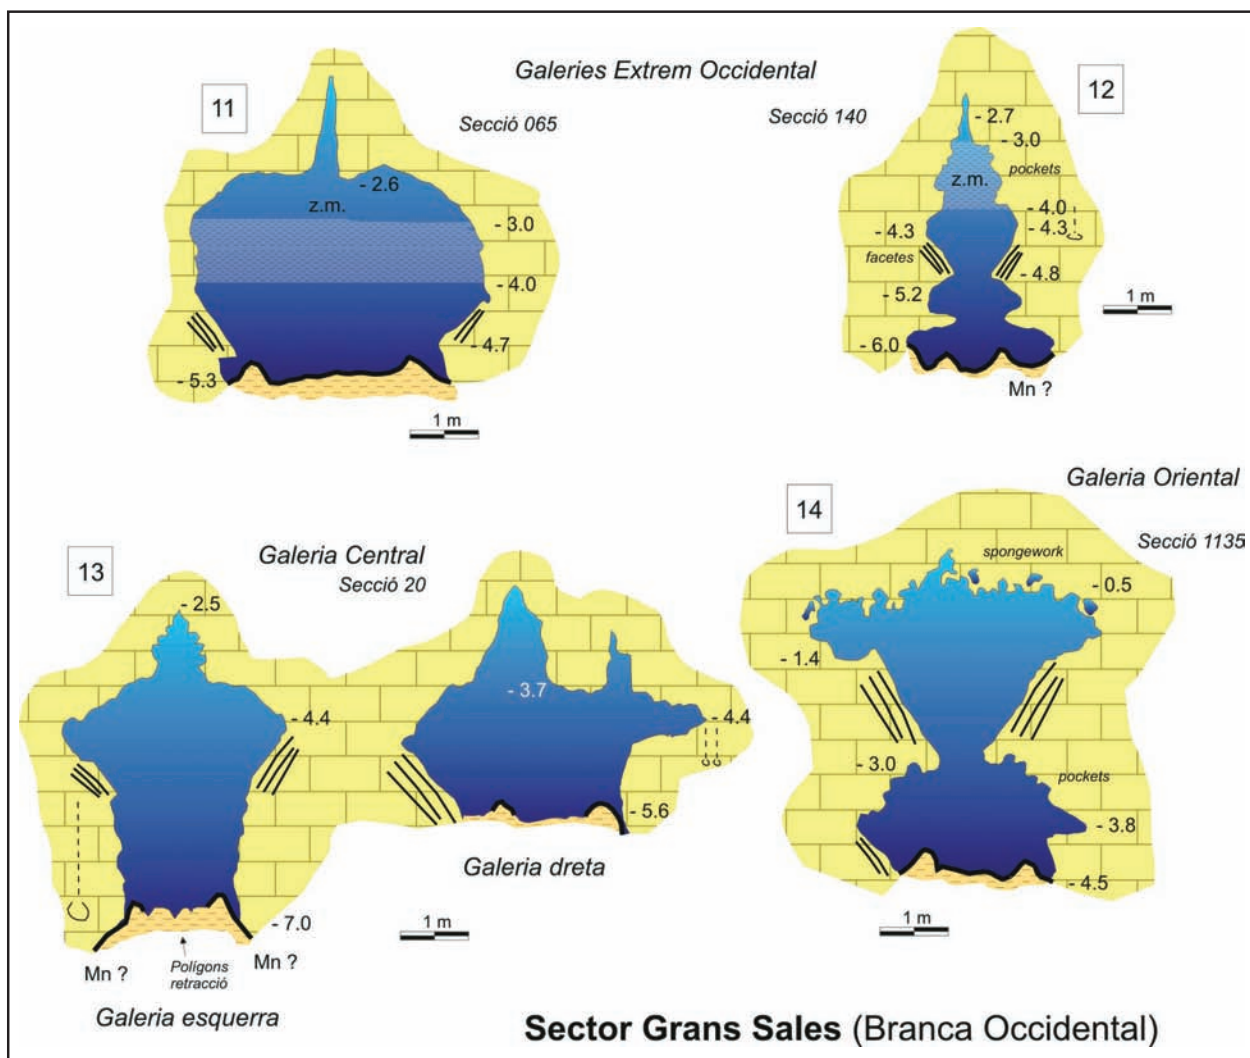 Galeries Extrem Occidental
11
Secció 065
- 2.6
z.m.
- 3.0
- 4.0
- 4.7
- 5.3
1 m
12
Secció 140
- 2.7
- 3.0
pockets
z.m.
- 4.0
- 4.3
- 4.3
facetes
- 4.8
- 5.2
- 6.0
Mn ?
1 m
13
Galeria Central
Secció 20
- 2.5
- 4.4
- 7.0
Mn ?
Mn ?
Polígons
retracció
Galeria esquerra
- 3.7
- 4.4
- 5.6
Galeria dreta
1 m
14
Galeria Oriental
Secció 1135
spongework
- 0.5
- 1.4
- 3.0
pockets
- 3.8
- 4.5
1 m
Sector Grans Sales (Branca Occidental)